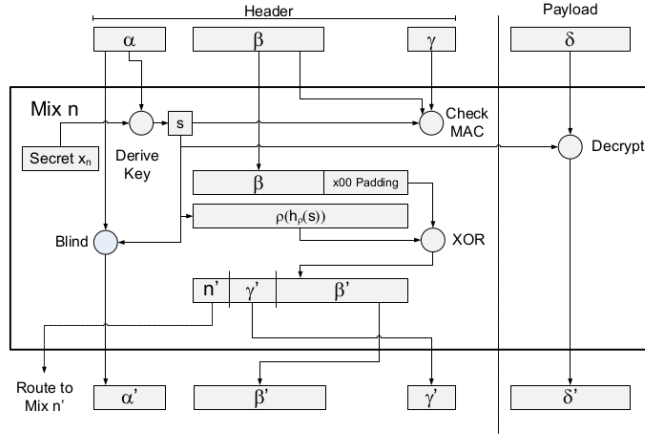 Header
Payload
α
β
γ
δ
Mix n
s
Check
MAC
Secret xₙ
Derive
Key
Decrypt
β
x00 Padding
ρ(hᵨ(s))
Blind
XOR
n’
γ’
β’
Route to
Mix n’
α’
β’
γ’
δ’